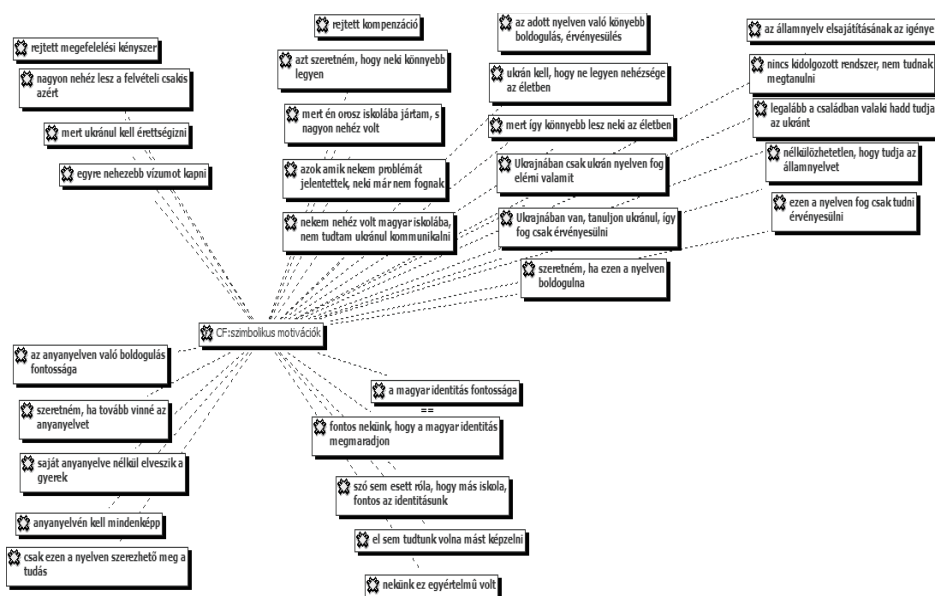 rejtett megefelelési kényszer
nagyon nehéz lesz a felvételi csakis
azért
mert ukránul kell érettségizni
egyre nehezebb vízumot kapni
rejtett kompenzáció
azt szeretném, hogy neki könnyebb
legyen
mert én orosz iskolába jártam, s
nagyon nehéz volt
azok amik nekem problémát
jelentettek, neki már nem fognak
nekem nehéz volt magyar iskolába,
nem tudtam ukránul kommunikalni
az adott nyelven való könyebb
boldogulás, érvényesülés
ukrán kell, hogy ne legyen nehézsége
az életben
mert így könnyebb lesz neki az életben
Ukrajnában csak ukrán nyelven fog
elérni valamit
Ukrajnában van, tanuljon ukránul, így
fog csak érvényesülni
szeretném, ha ezen a nyelven
boldogulna
az államnyelv elsajátításának az igénye
nincs kidolgozott rendszer, nem tudnak
megtanulni
legalább a családban valaki hadd tudja
az ukránt
nélkülözhetetlen, hogy tudja az
államnyelvet
ezen a nyelven fog csak tudni
érvényesülni
CF:szimbolikus motivációk
az anyanyelven való boldogulás
fontossága
szeretném, ha tovább vinné az
anyanyelvet
saját anyanyelve nélkül elveszik a
gyerek
anyanyelvén kell mindenképp
csak ezen a nyelven szerezhető meg a
tudás
a magyar identitás fontossága
==
fontos nekünk, hogy a magyar identitás
megmaradjon
szó sem esett róla, hogy más iskola,
fontos az identitásunk
el sem tudtunk volna mást képzelni
nekünk ez egyértelmû volt